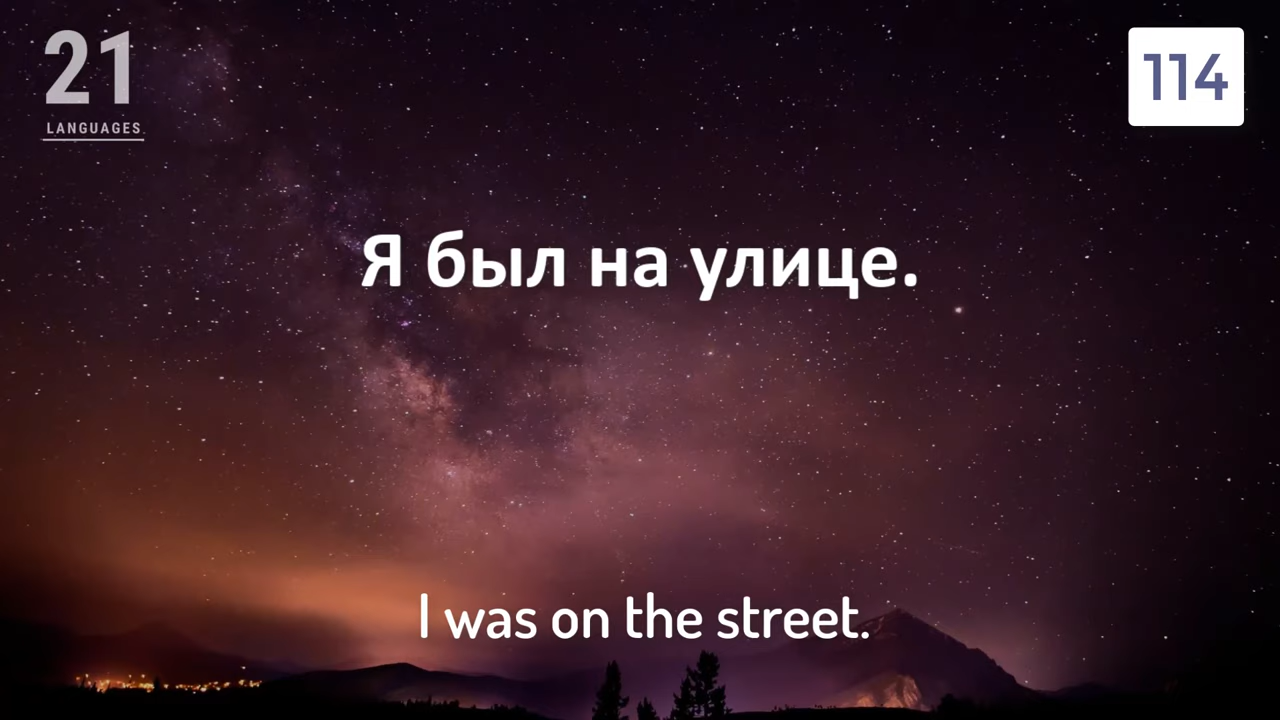 21
LANGUAGES
114
Я был на улице.
I was on the street.